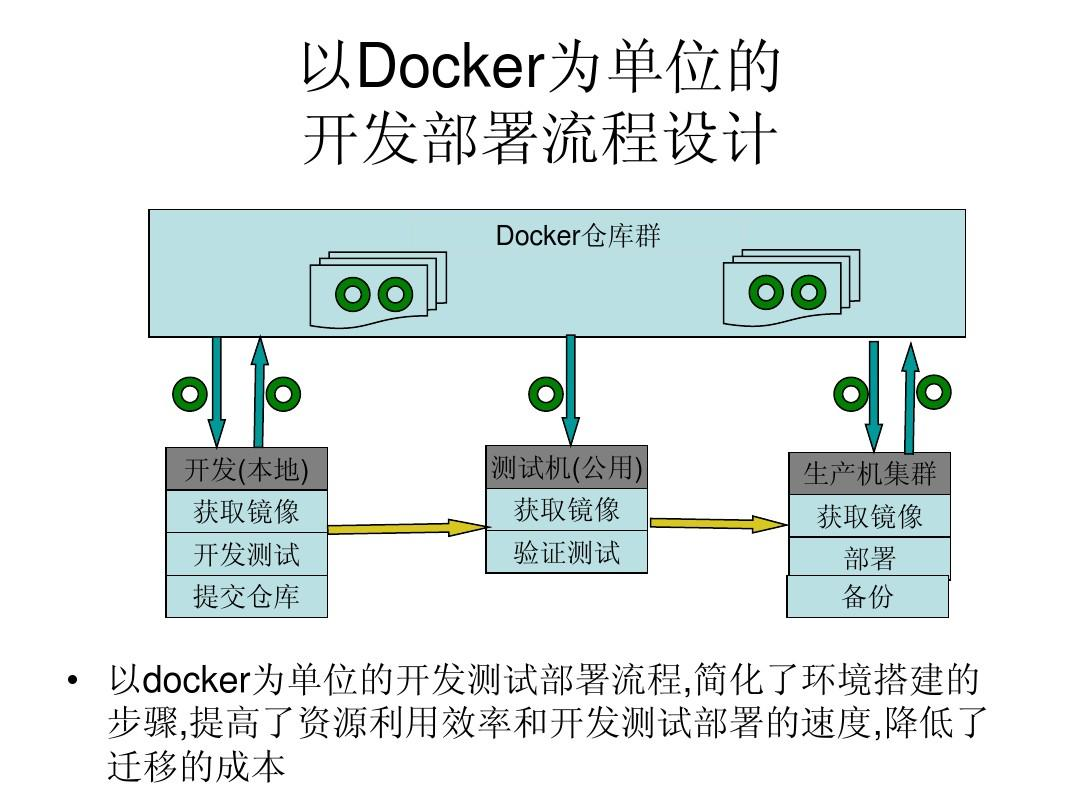 以Docker为单位的
开发部署流程设计
Docker仓库群
开发(本地)
获取镜像
开发测试
提交仓库
测试机(公用)
获取镜像
验证测试
生产机集群
获取镜像
部署
备份
• 以docker为单位的开发测试部署流程,简化了环境搭建的
步骤,提高了资源利用效率和开发测试部署的速度,降低了
迁移的成本